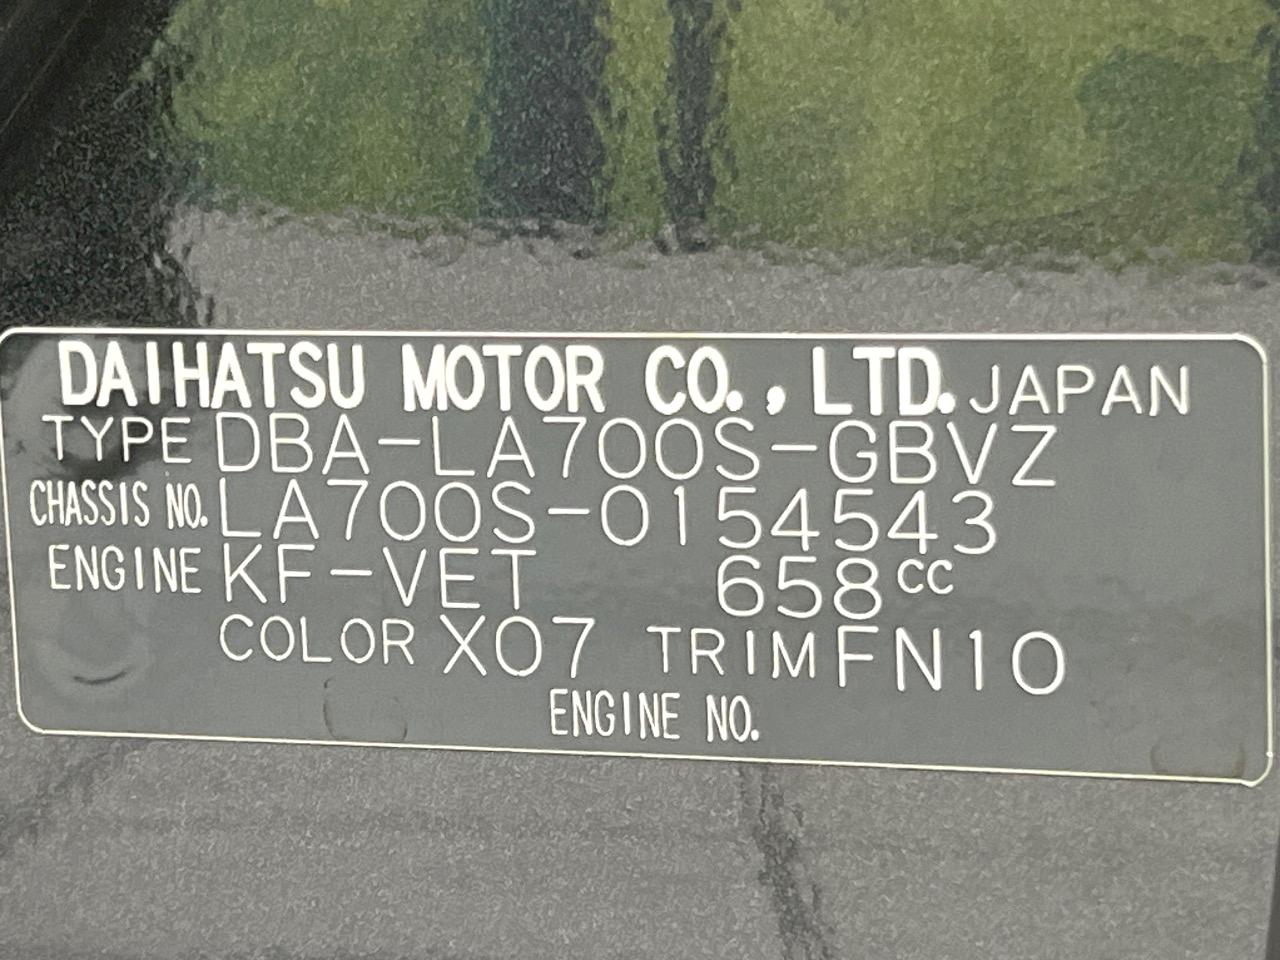 DAIHATSU MOTOR CO., LTD. JAPAN
TYPE DBA-LA700S-GBVZ
CHASSIS NO. LA700S-0154543
ENGINE KF-VET 658cc
COLOR X07 TRIM FN10
ENGINE NO.